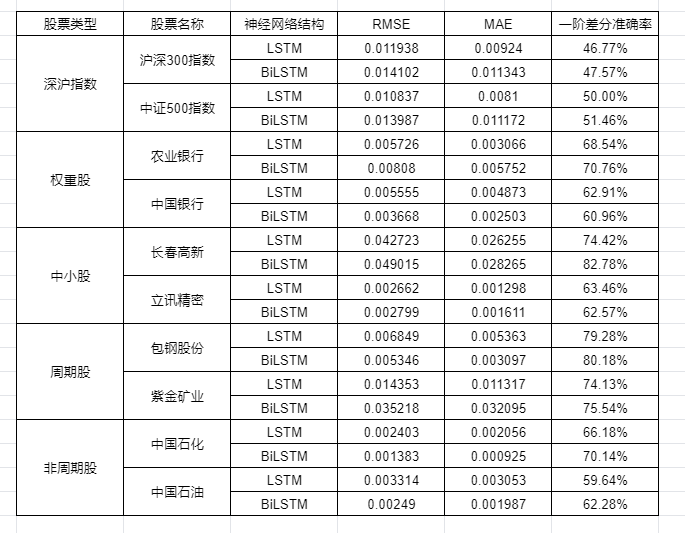 股票类型 股票名称 神经网络结构 RMSE MAE 一阶差分准确率
深沪指数 沪深300指数 LSTM 0.011938 0.00924 46.77%
BiLSTM 0.014102 0.011343 47.57%
中证500指数 LSTM 0.010837 0.0081 50.00%
BiLSTM 0.013987 0.011172 51.46%
权重股 农业银行 LSTM 0.005726 0.003066 68.54%
BiLSTM 0.00808 0.005752 70.76%
中国银行 LSTM 0.005555 0.004873 62.91%
BiLSTM 0.003668 0.002503 60.96%
中小股 长春高新 LSTM 0.042723 0.026255 74.42%
BiLSTM 0.049015 0.028265 82.78%
立讯精密 LSTM 0.002662 0.001298 63.46%
BiLSTM 0.002799 0.001611 62.57%
周期股 包钢股份 LSTM 0.006849 0.005363 79.28%
BiLSTM 0.005346 0.003097 80.18%
紫金矿业 LSTM 0.014353 0.011317 74.13%
BiLSTM 0.035218 0.032095 75.54%
非周期股 中国石化 LSTM 0.002403 0.002056 66.18%
BiLSTM 0.001383 0.000925 70.14%
中国石油 LSTM 0.003314 0.003053 59.64%
BiLSTM 0.00249 0.001987 62.28%